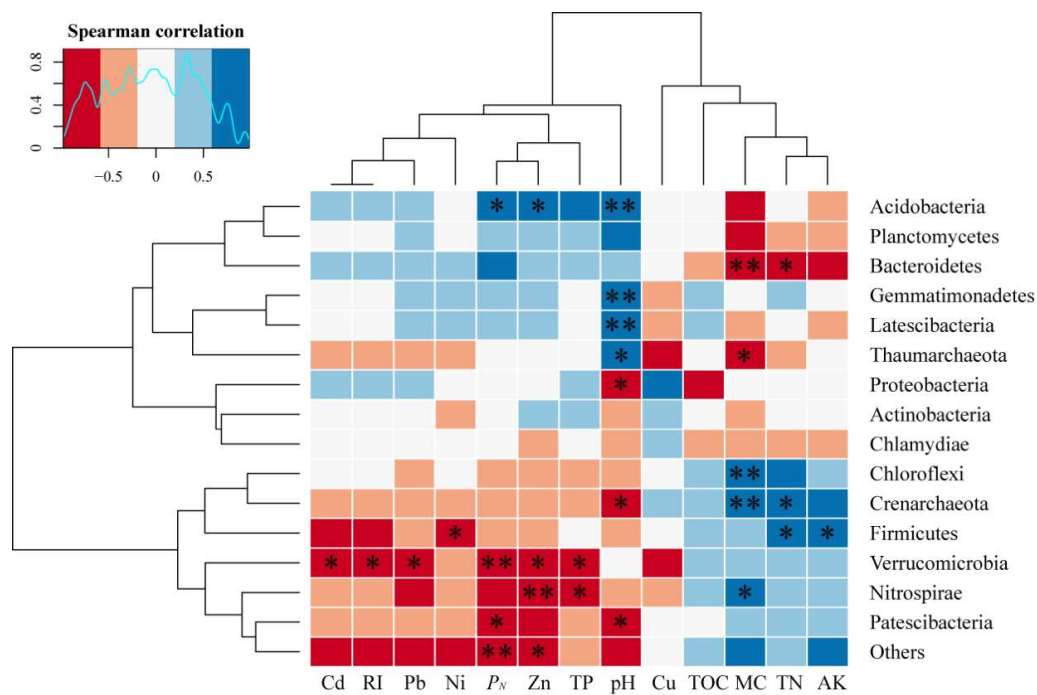 Spearman correlation
0.8
0.4
0
−0.5 0 0.5
* * ** Acidobacteria
Planctomycetes
** * Bacteroidetes
** Gemmatimonadetes
** Latescibacteria
* * Thaumarchaeota
* Proteobacteria
Actinobacteria
Chlamydiae
** Chloroflexi
* ** * Crenarchaeota
* * * Firmicutes
* * * ** * * Verrucomicrobia
** * * Nitrospirae
* * Patescibacteria
** * Others
Cd RI Pb Ni PN Zn TP pH Cu TOC MC TN AK